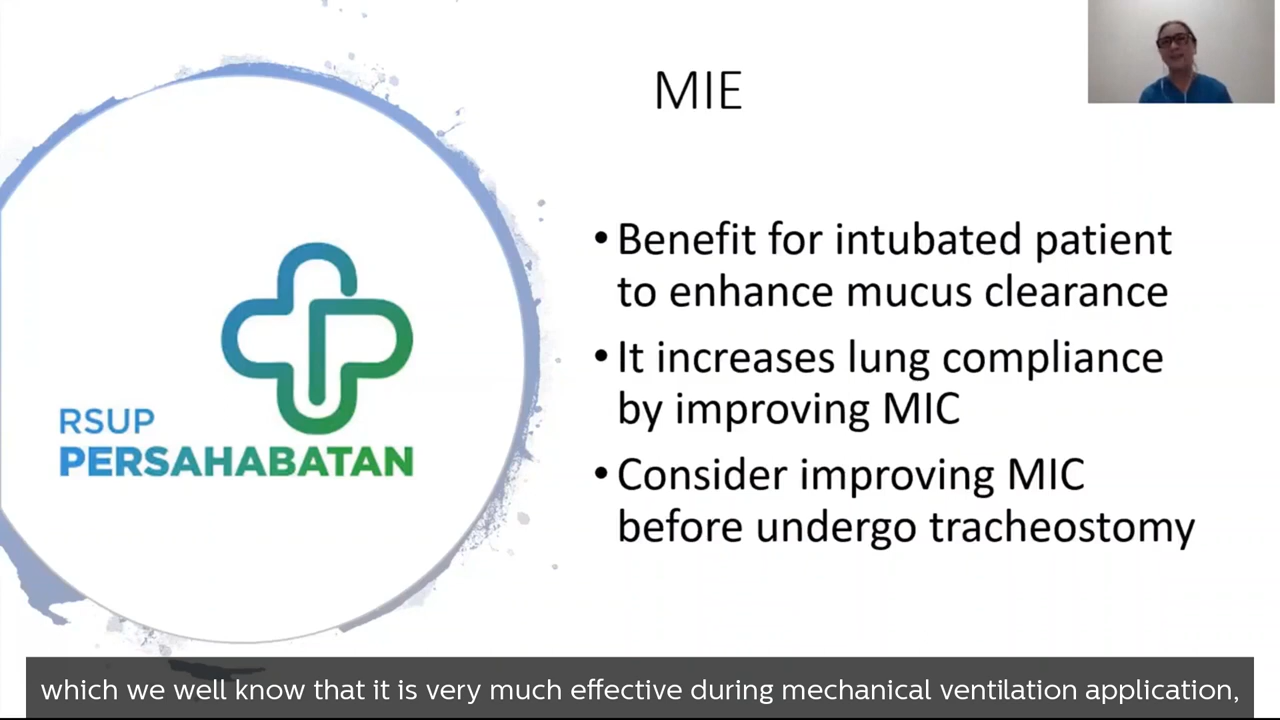 MIE
• Benefit for intubated patient
to enhance mucus clearance
• It increases lung compliance
by improving MIC
• Consider improving MIC
before undergo tracheostomy
RSUP
PERSAHABATAN
which we well know that it is very much effective during mechanical ventilation application,